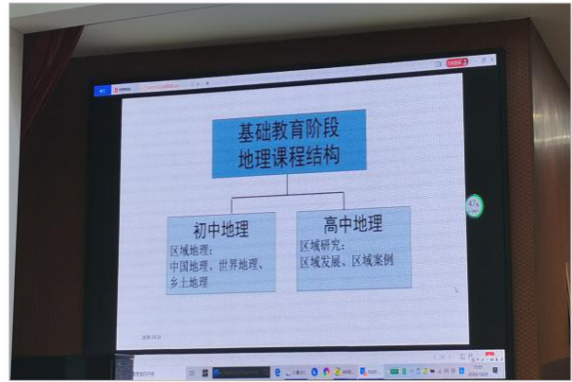 基础教育阶段
地理课程结构
初中地理
区域地理：
中国地理、世界地理、
乡土地理
高中地理
区域研究：
区域发展、区域案例